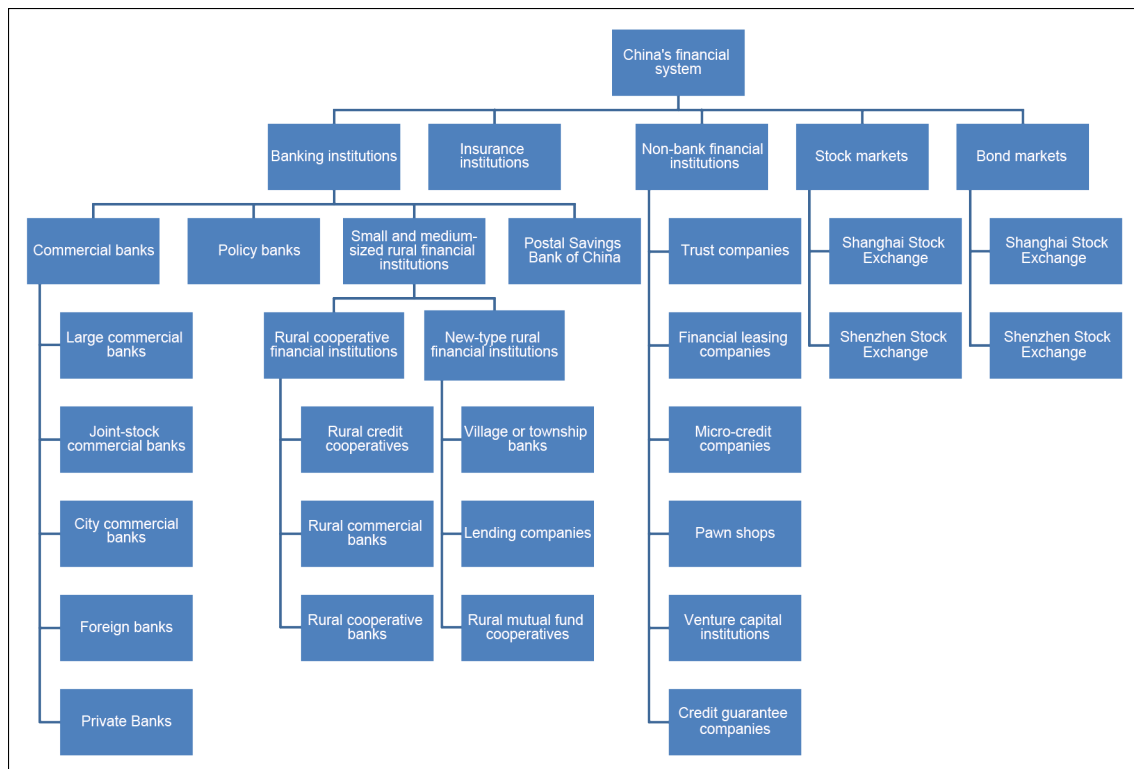 China's financial
system
Banking institutions
Insurance
institutions
Non-bank financial
institutions
Stock markets
Bond markets
Commercial banks
Policy banks
Small and medium-
sized rural financial
institutions
Postal Savings
Bank of China
Trust companies
Shanghai Stock
Exchange
Shanghai Stock
Exchange
Large commercial
banks
Rural cooperative
financial institutions
New-type rural
financial institutions
Financial leasing
companies
Shenzhen Stock
Exchange
Shenzhen Stock
Exchange
Joint-stock
commercial banks
Rural credit
cooperatives
Village or township
banks
Micro-credit
companies
City commercial
banks
Rural commercial
banks
Lending companies
Pawn shops
Foreign banks
Rural cooperative
banks
Rural mutual fund
cooperatives
Venture capital
institutions
Private Banks
Credit guarantee
companies